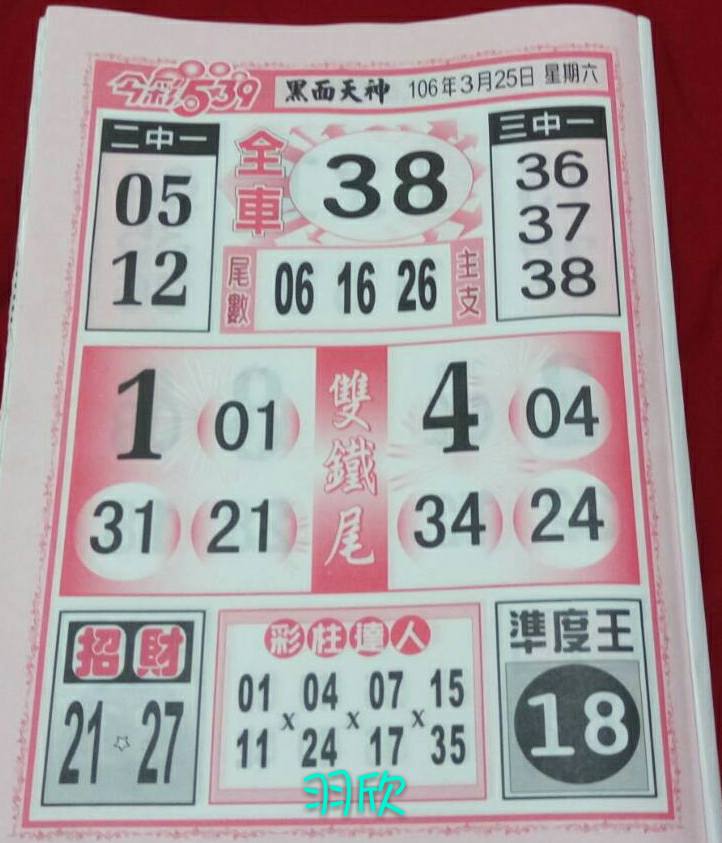 今彩539 黑面天神 106年3月25日 星期六
二中一
05
12
全車
38
三中一
36
37
38
尾數
06 16 26
主支
1 01
31 21
雙鐵尾
4 04
34 24
招財
21☆27
彩柱達人
01 04 07 15
x x x
11 24 17 35
準度王
18
羽欣